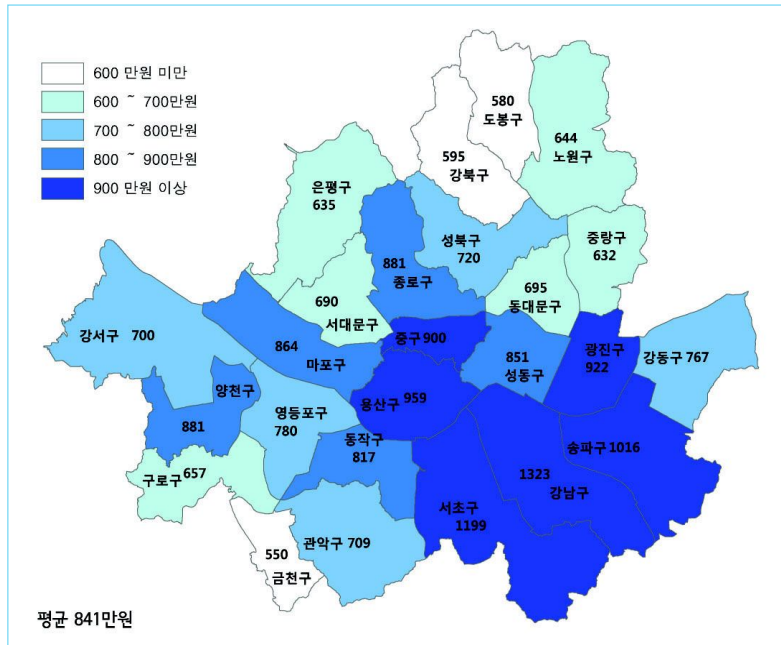 600 만원 미만
600 ~ 700만원
700 ~ 800만원
800 ~ 900만원
900 만원 이상
580
도봉구
644
노원구
595
강북구
은평구
635
성북구
720
중랑구
632
881
종로구
695
동대문구
690
서대문구
강서구 700
중구 900
864
마포구
851
성동구
광진구
922
강동구 767
양천구
881
용산구 959
영등포구
780
동작구
817
송파구 1016
구로구 657
1323
강남구
서초구
1199
관악구 709
550
금천구
평균 841만원